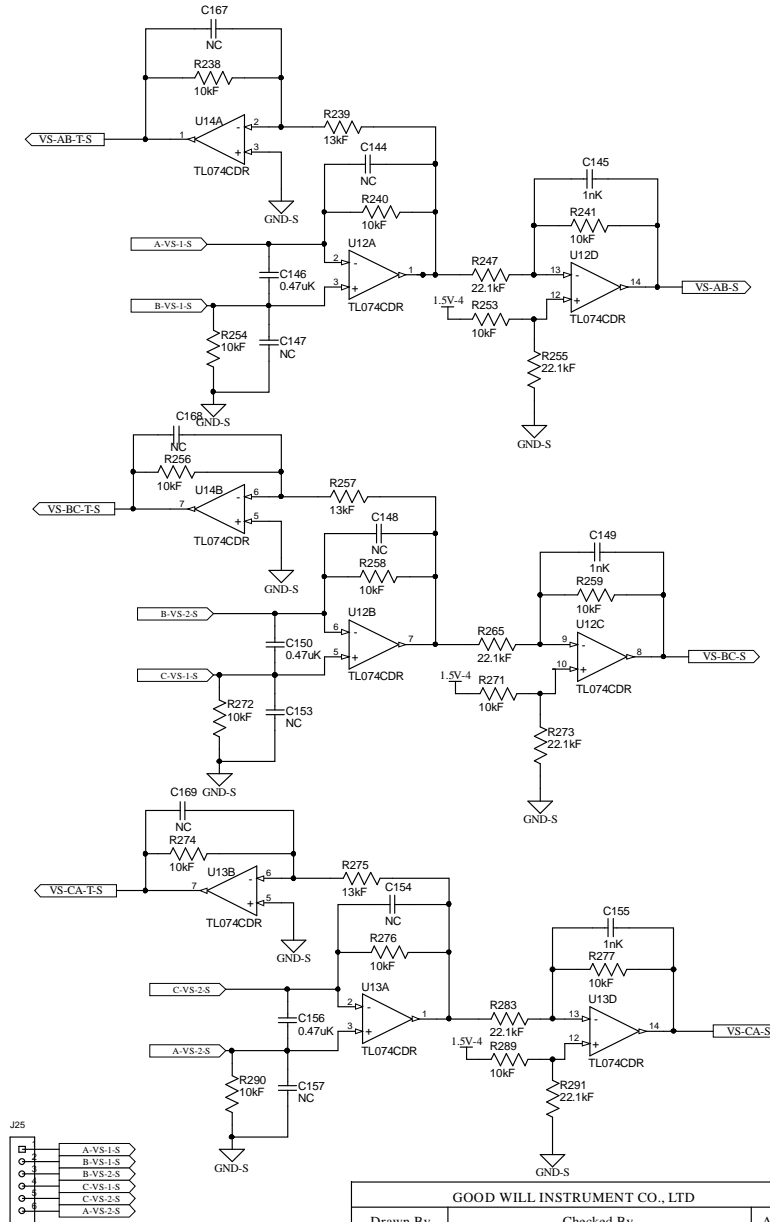 C167
NC
R238
10kF
U14A
VS-AB-T-S
1
2
-
+
3
TL074CDR
GND-S
R239
13kF
C144
NC
R240
10kF
A-VS-1-S
U12A
C146
0.47uK
2
-
3
+
1
TL074CDR
B-VS-1-S
R254
10kF
C147
NC
GND-S
C145
1nK
R241
10kF
R247
22.1kF
U12D
13
-
12
+
14
VS-AB-S
TL074CDR
1.5V-4
R253
10kF
R255
22.1kF
GND-S
C168
NC
R256
10kF
U14B
VS-BC-T-S
7
6
-
+
5
TL074CDR
GND-S
R257
13kF
C148
NC
R258
10kF
B-VS-2-S
U12B
C150
0.47uK
6
-
5
+
7
TL074CDR
C-VS-1-S
R272
10kF
C153
NC
GND-S
C149
1nK
R259
10kF
R265
22.1kF
U12C
9
-
10
+
8
VS-BC-S
TL074CDR
1.5V-4
R271
10kF
R273
22.1kF
GND-S
C169
NC
R274
10kF
U13B
VS-CA-T-S
7
6
-
+
5
TL074CDR
GND-S
R275
13kF
C154
NC
R276
10kF
C-VS-2-S
U13A
C156
0.47uK
2
-
3
+
1
TL074CDR
A-VS-2-S
R290
10kF
C157
NC
GND-S
C155
1nK
R277
10kF
R283
22.1kF
U13D
13
-
12
+
14
VS-CA-S
TL074CDR
1.5V-4
R289
10kF
R291
22.1kF
GND-S
J25
1 A-VS-1-S
2 B-VS-1-S
3 B-VS-2-S
4 C-VS-1-S
5 C-VS-2-S
6 A-VS-2-S
GOOD WILL INSTRUMENT CO., LTD
Drawn By
Checked By
A